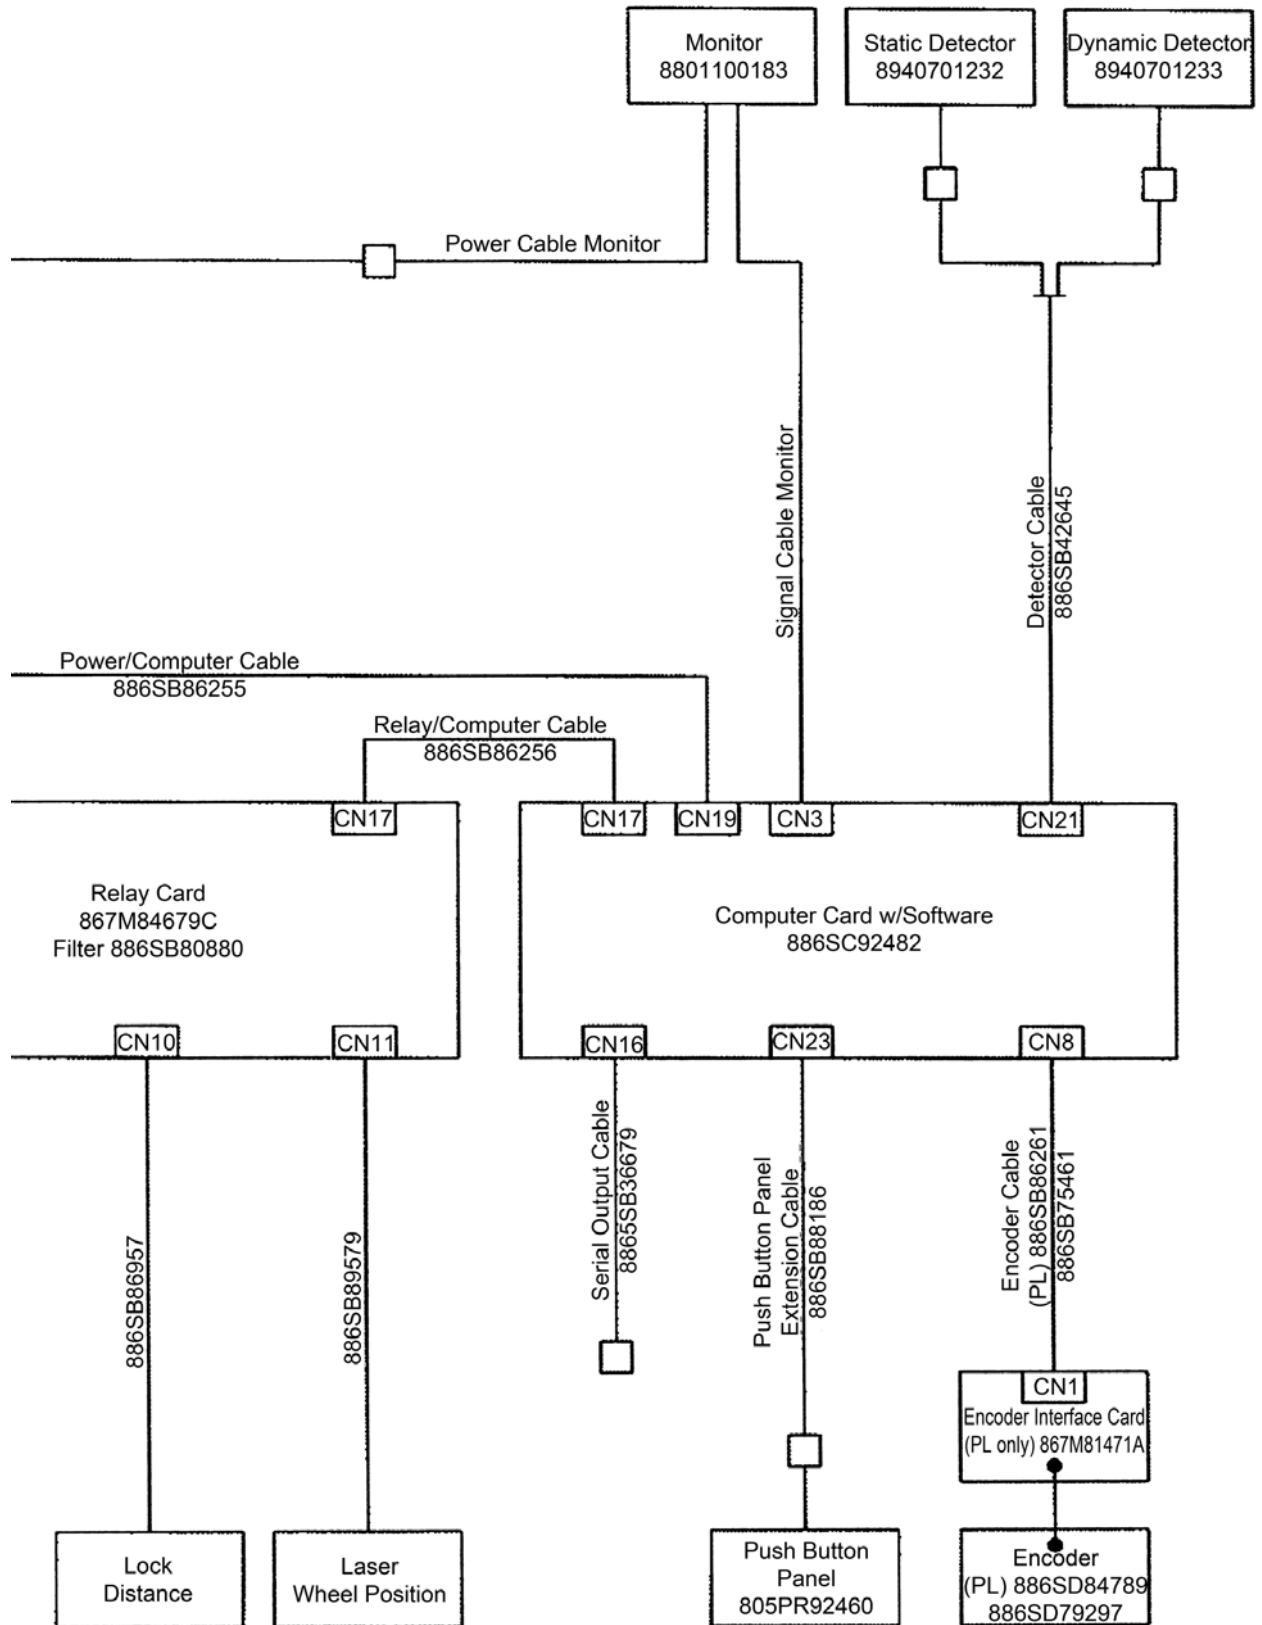 Monitor
8801100183
Static Detector
8940701232
Dynamic Detector
8940701233
Power Cable Monitor
Signal Cable Monitor
Detector Cable
886SB42645
Power/Computer Cable
886SB86255
Relay/Computer Cable
886SB86256
CN17
CN17
CN19
CN3
CN21
Relay Card
867M84679C
Filter 886SB80880
Computer Card w/Software
886SC92482
CN10
CN11
CN16
CN23
CN8
886SB86957
886SB89579
Serial Output Cable
8865SB36679
Push Button Panel
Extension Cable
886SB88186
Encoder Cable
(PL) 886SB86261
886SB75461
CN1
Encoder Interface Card
(PL only) 867M81471A
Lock
Distance
Laser
Wheel Position
Push Button
Panel
805PR92460
Encoder
(PL) 886SD84789
886SD79297